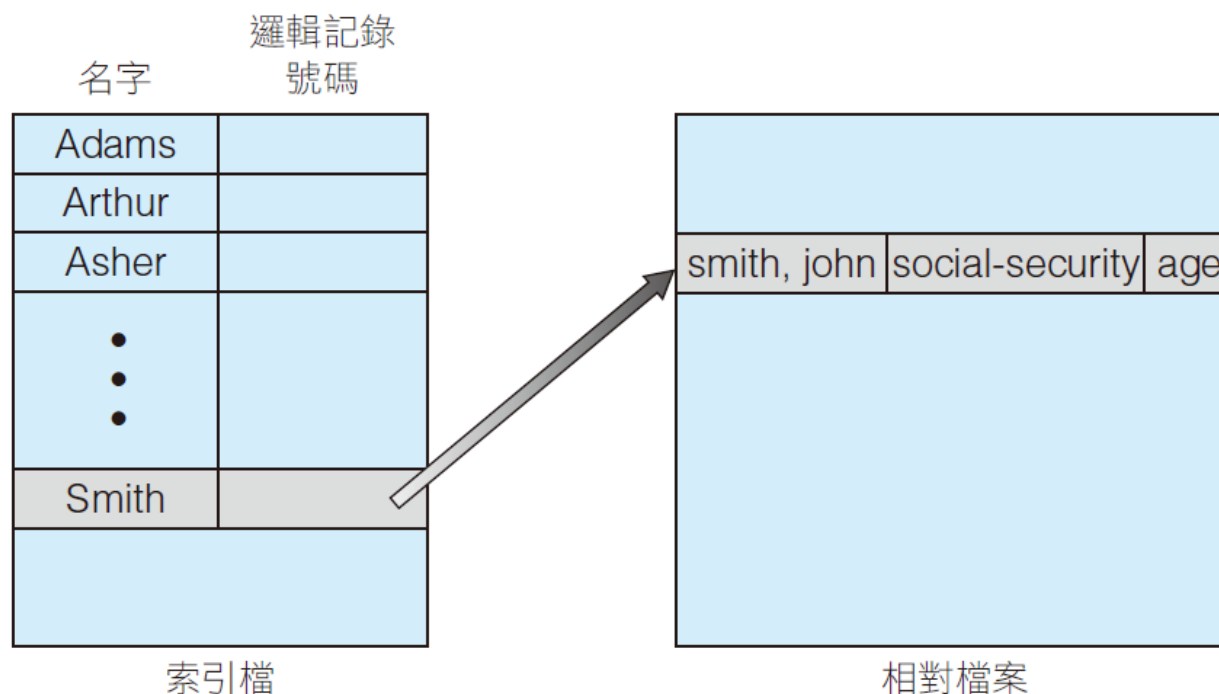 名字
邏輯記錄
號碼
Adams
Arthur
Asher
Smith
索引檔
smith, john social-security age
相對檔案